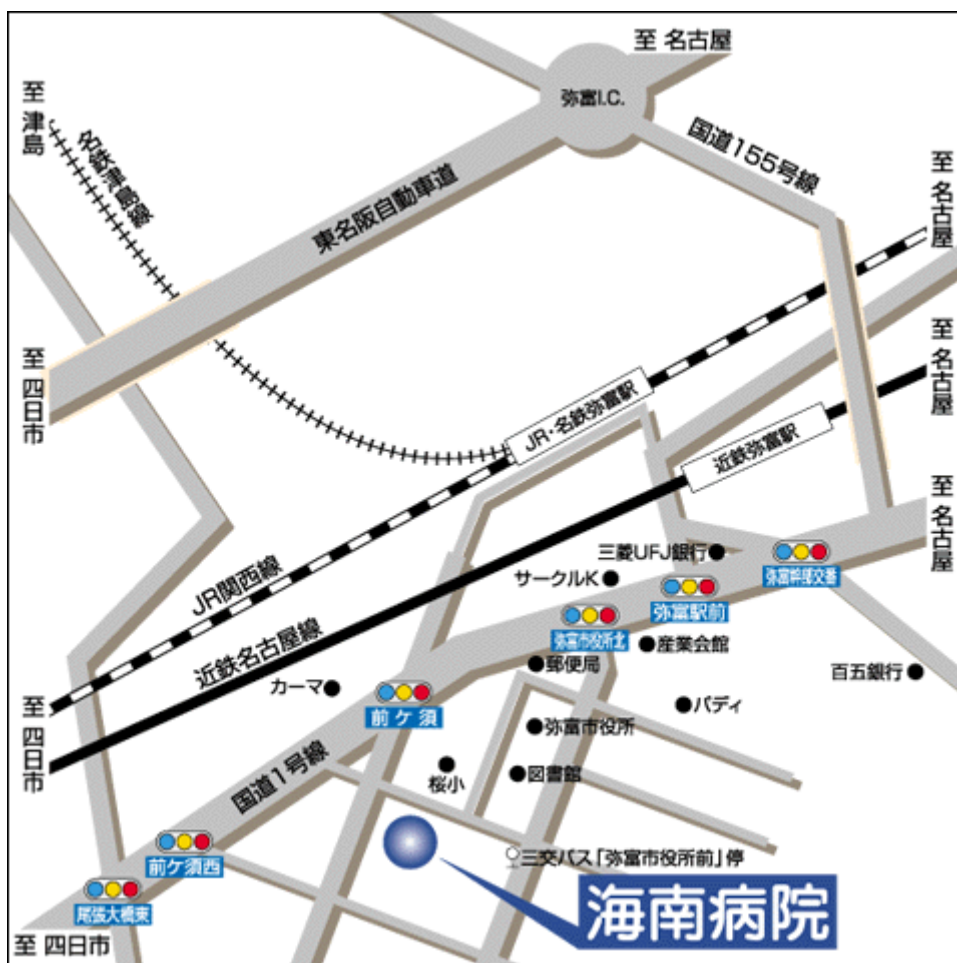 至 名古屋
弥富I.C.
至 津島
名鉄津島線
国道155号線
至 名古屋
東名阪自動車道
至 四日市
至 名古屋
JR・名鉄弥富駅
近鉄弥富駅
至 名古屋
三菱UFJ銀行
弥富幹部交番
サークルK
弥富駅前
JR関西線
弥富市役所北
産業会館
近鉄名古屋線
郵便局
百五銀行
カーマ
前ケ須
パディ
至 四日市
弥富市役所
国道1号線
桜小
図書館
前ケ須西
三交バス「弥富市役所前」停
尾張大橋東
海南病院
至 四日市